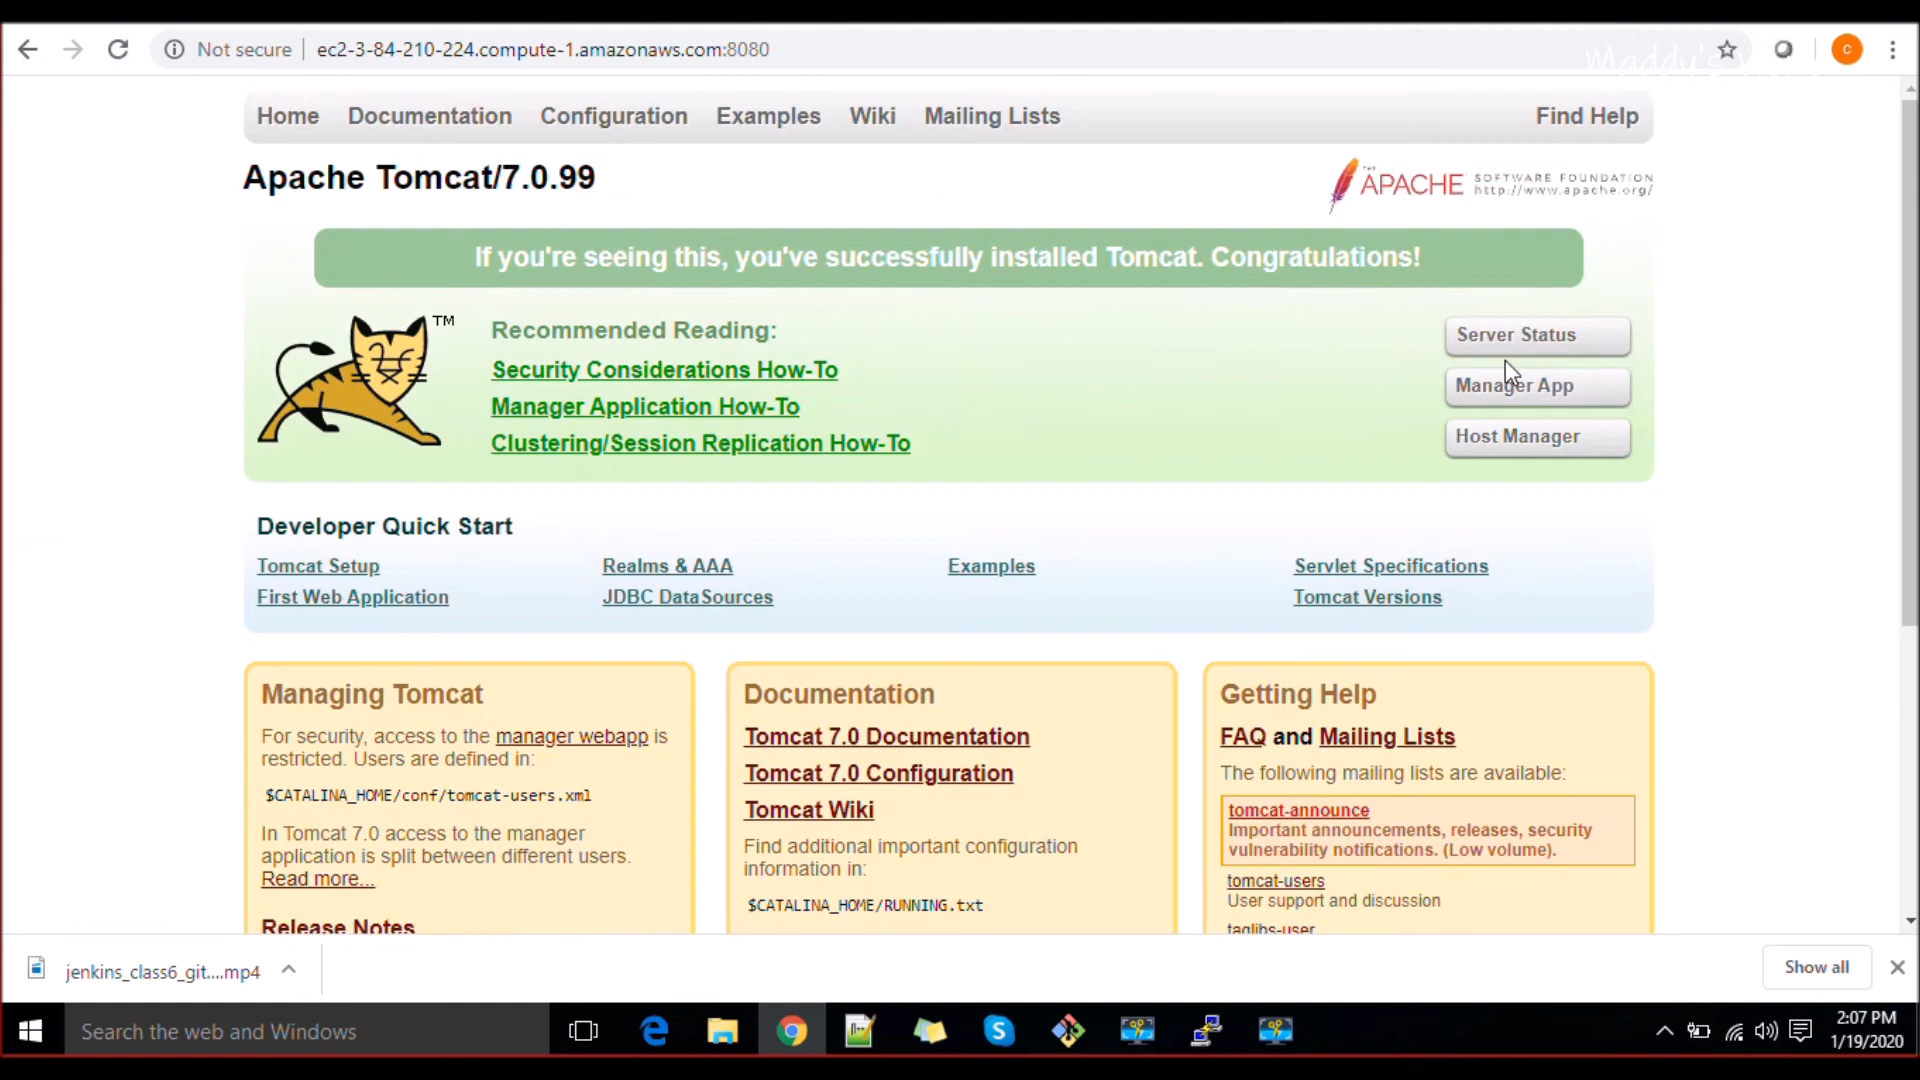 Not secure | ec2-3-84-210-224.compute-1.amazonaws.com:8080
C
Maddy's
Home Documentation Configuration Examples Wiki Mailing Lists Find Help
Apache Tomcat/7.0.99
THE APACHE SOFTWARE FOUNDATION
http://www.apache.org/
If you're seeing this, you've successfully installed Tomcat. Congratulations!
TM
Recommended Reading:
Security Considerations How-To
Manager Application How-To
Clustering/Session Replication How-To
Server Status
Manager App
Host Manager
Developer Quick Start
Tomcat Setup Realms & AAA Examples Servlet Specifications
First Web Application JDBC DataSources Tomcat Versions
Managing Tomcat
For security, access to the manager webapp is
restricted. Users are defined in:
$CATALINA_HOME/conf/tomcat-users.xml
In Tomcat 7.0 access to the manager
application is split between different users.
Read more...
Release Notes
Documentation
Tomcat 7.0 Documentation
Tomcat 7.0 Configuration
Tomcat Wiki
Find additional important configuration
information in:
$CATALINA_HOME/RUNNING.txt
Getting Help
FAQ and Mailing Lists
The following mailing lists are available:
tomcat-announce
Important announcements, releases, security
vulnerability notifications. (Low volume).
tomcat-users
User support and discussion
taglibs-user
jenkins_class6_git....mp4
Show all
Search the web and Windows
2:07 PM
1/19/2020